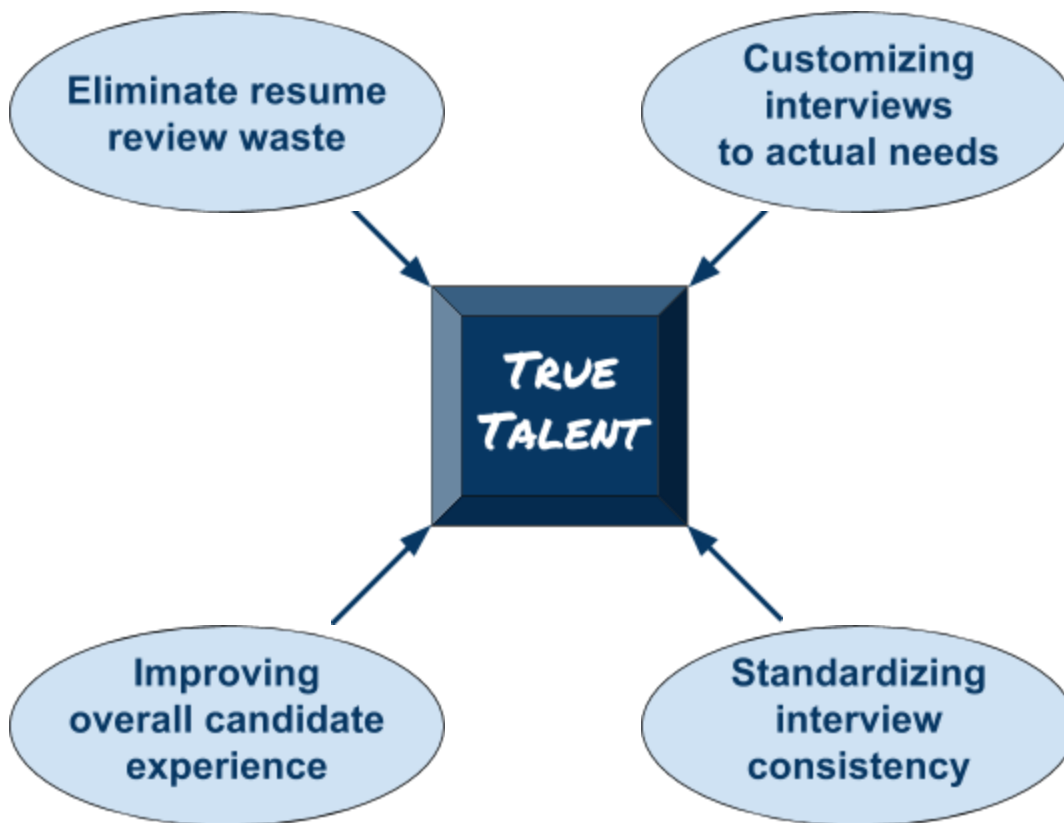 Eliminate resume
review waste
Customizing
interviews
to actual needs
True
Talent
Improving
overall candidate
experience
Standardizing
interview
consistency